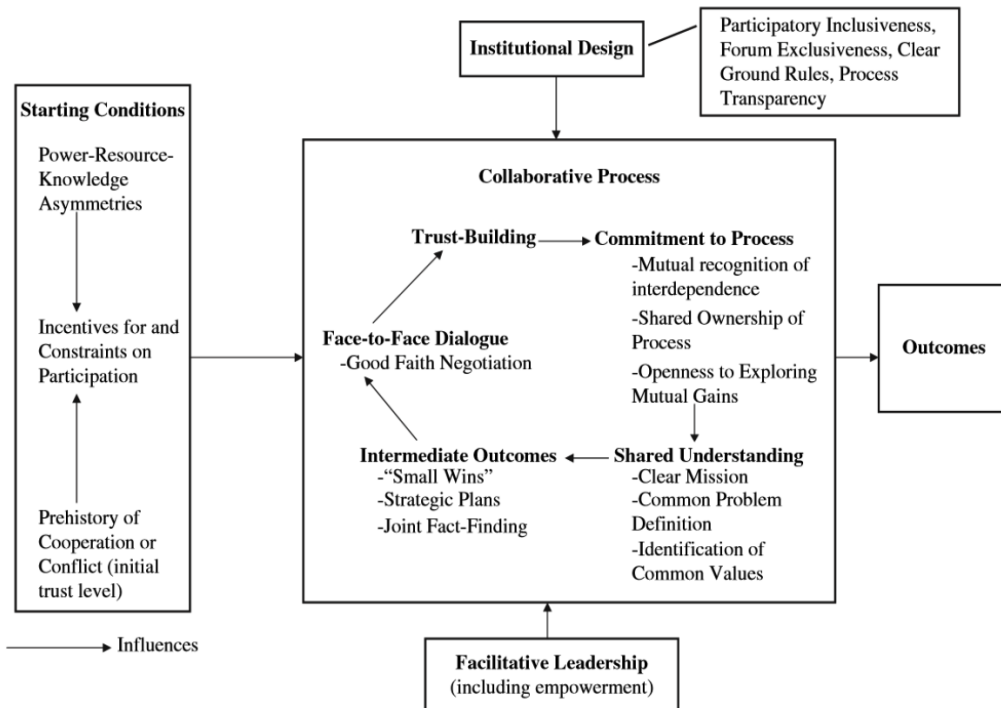 Institutional Design
Participatory Inclusiveness,
Forum Exclusiveness, Clear
Ground Rules, Process
Transparency
Starting Conditions
Power-Resource-
Knowledge
Asymmetries
Incentives for and
Constraints on
Participation
Prehistory of
Cooperation or
Conflict (initial
trust level)
Collaborative Process
Trust-Building
Commitment to Process
-Mutual recognition of
interdependence
-Shared Ownership of
Process
-Openness to Exploring
Mutual Gains
Face-to-Face Dialogue
-Good Faith Negotiation
Intermediate Outcomes
-“Small Wins”
-Strategic Plans
-Joint Fact-Finding
Shared Understanding
-Clear Mission
-Common Problem
Definition
-Identification of
Common Values
Outcomes
Influences
Facilitative Leadership
(including empowerment)